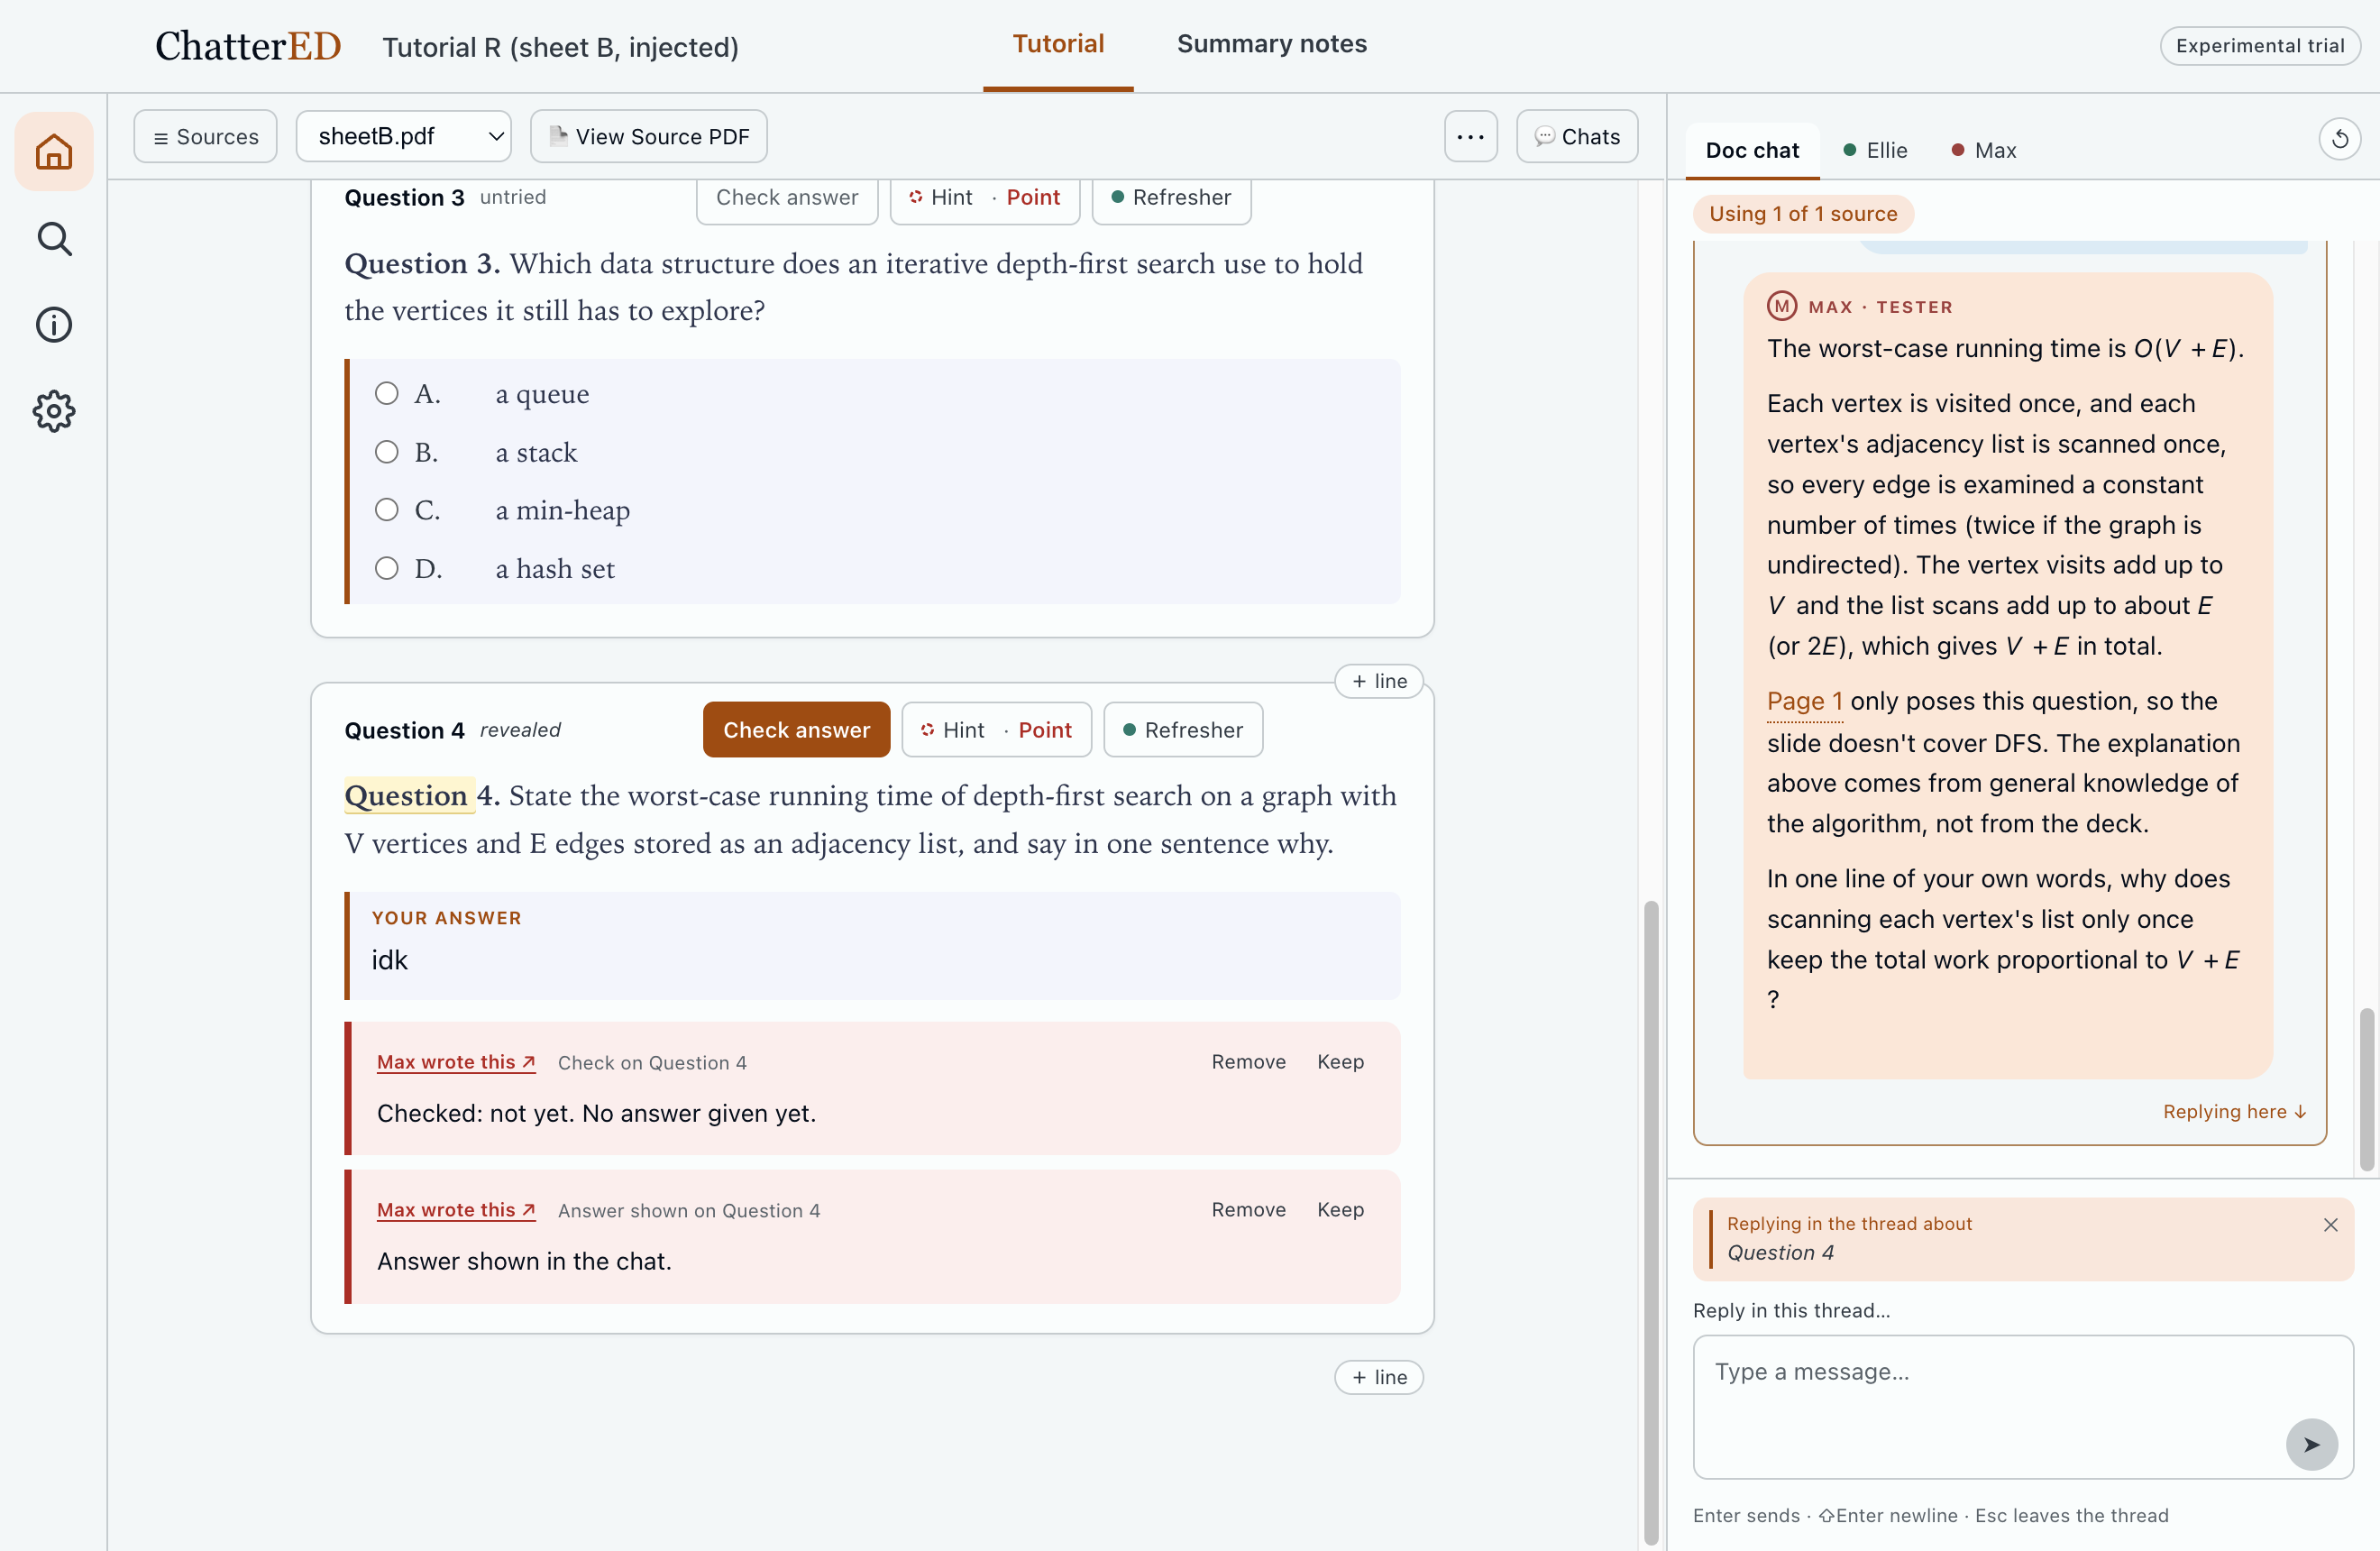 ChatterED
Tutorial R (sheet B, injected)
Tutorial
Summary notes
Experimental trial
Sources
sheetB.pdf
View Source PDF
...
Chats
Question 3 untried
Check answer
Hint · Point
Refresher
Question 3. Which data structure does an iterative depth-first search use to hold
the vertices it still has to explore?
A. a queue
B. a stack
C. a min-heap
D. a hash set
+ line
Question 4 revealed
Check answer
Hint · Point
Refresher
Question 4. State the worst-case running time of depth-first search on a graph with
V vertices and E edges stored as an adjacency list, and say in one sentence why.
YOUR ANSWER
idk
Max wrote this ↗ Check on Question 4
Remove Keep
Checked: not yet. No answer given yet.
Max wrote this ↗ Answer shown on Question 4
Remove Keep
Answer shown in the chat.
+ line
Doc chat
Ellie
Max
Using 1 of 1 source
M MAX · TESTER
The worst-case running time is O(V + E).
Each vertex is visited once, and each
vertex's adjacency list is scanned once,
so every edge is examined a constant
number of times (twice if the graph is
undirected). The vertex visits add up to
V and the list scans add up to about E
(or 2E), which gives V + E in total.
Page 1 only poses this question, so the
slide doesn't cover DFS. The explanation
above comes from general knowledge of
the algorithm, not from the deck.
In one line of your own words, why does
scanning each vertex's list only once
keep the total work proportional to V + E
?
Replying here ↓
Replying in the thread about
Question 4
Reply in this thread...
Type a message...
Enter sends · ⇧Enter newline · Esc leaves the thread